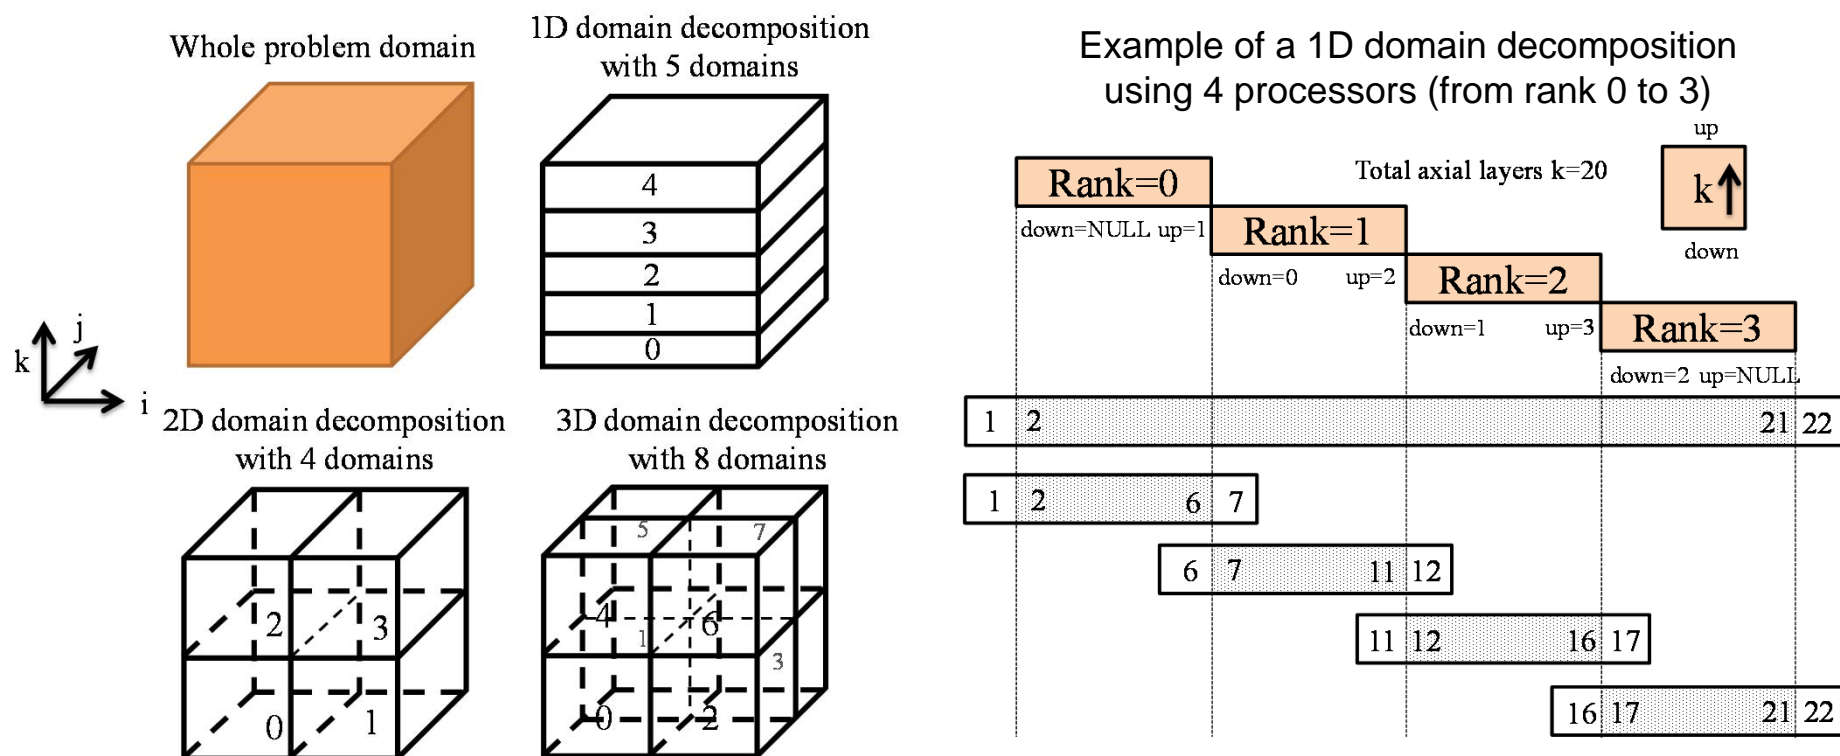 Whole problem domain
1D domain decomposition
with 5 domains
4
3
2
1
0
k
j
i
2D domain decomposition
with 4 domains
2
3
0
1
3D domain decomposition
with 8 domains
5
7
4
6
1
3
0
2
Example of a 1D domain decomposition
using 4 processors (from rank 0 to 3)
up
Total axial layers k=20
k
down
Rank=0
down=NULL up=1
Rank=1
down=0 up=2
Rank=2
down=1 up=3
Rank=3
down=2 up=NULL
1 2 21 22
1 2 6 7
6 7 11 12
11 12 16 17
16 17 21 22